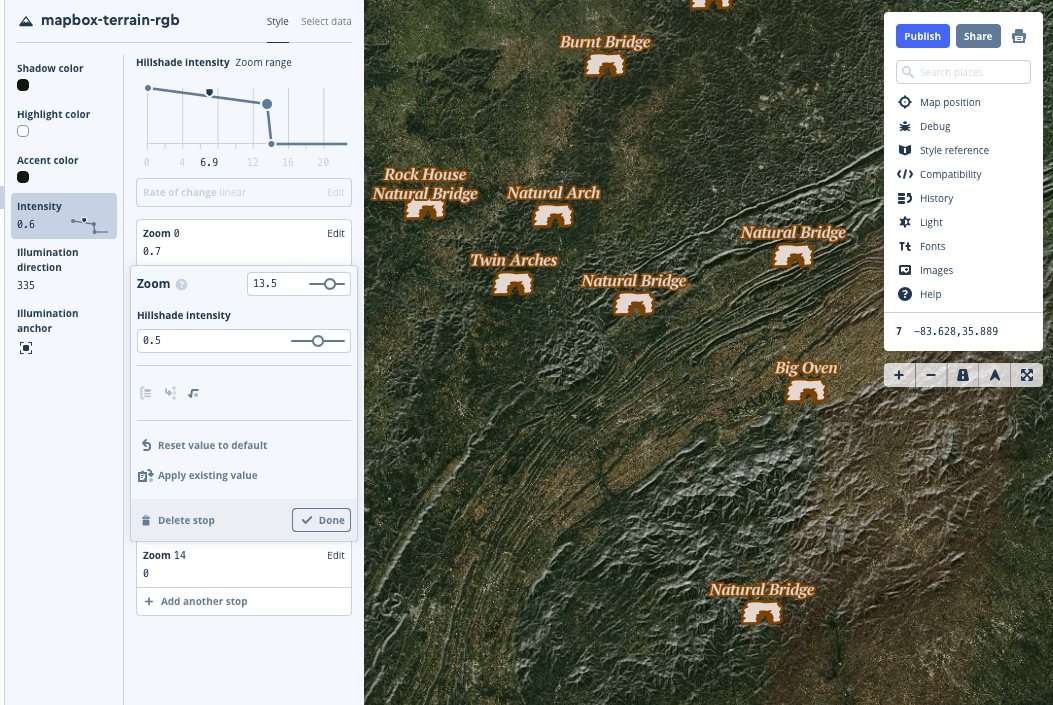 mapbox-terrain-rgb
Style
Select data
Shadow color
Highlight color
Accent color
Intensity
0.6
Illumination
direction
335
Illumination
anchor
Hillshade intensity Zoom range
0 4 6.9 12 16 20
Rate of change linear Edit
Zoom 0 Edit
0.7
Zoom ? 13.5
Hillshade intensity
0.5
Reset value to default
Apply existing value
Delete stop
Done
Zoom 14 Edit
0
+ Add another stop
Burnt Bridge
Rock House
Natural Bridge
Natural Arch
Natural Bridge
Twin Arches
Natural Bridge
Big Oven
Natural Bridge
Publish
Share
Search places
Map position
Debug
Style reference
</> Compatibility
History
Light
Tt Fonts
Images
? Help
7 −83.628,35.889
+ −